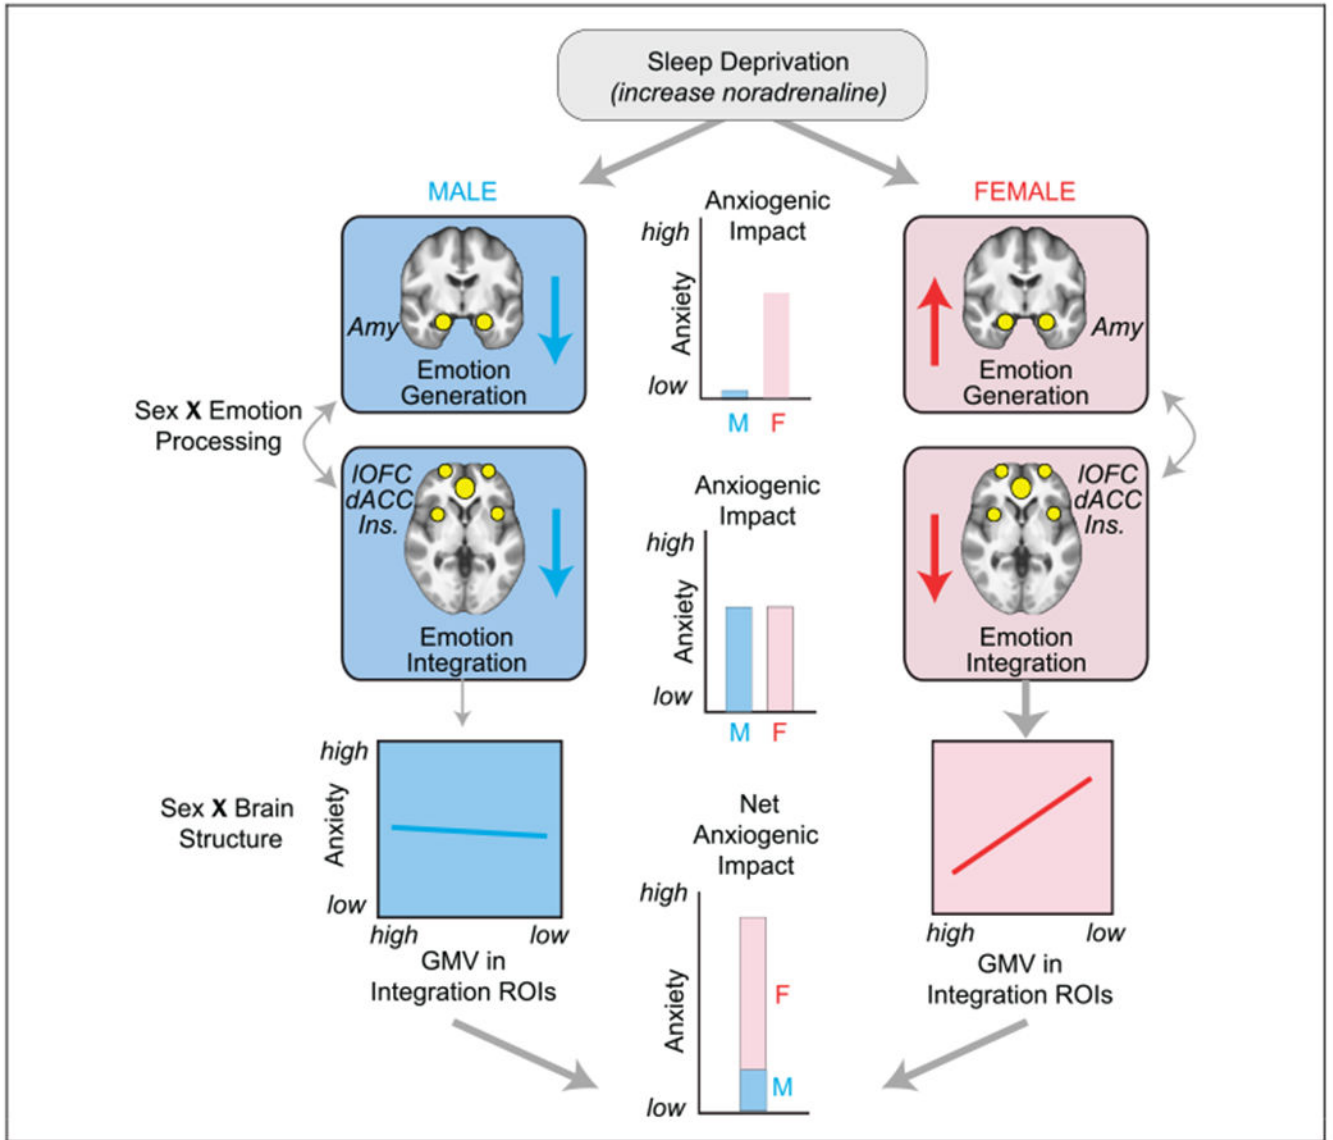 Sleep Deprivation
(increase noradrenaline)
MALE
FEMALE
Anxiogenic
Impact
high
Anxiety
low
M F
Amy
Emotion
Generation
Amy
Emotion
Generation
Sex X Emotion
Processing
lOFC
dACC
Ins.
Emotion
Integration
Anxiogenic
Impact
high
Anxiety
low
M F
lOFC
dACC
Ins.
Emotion
Integration
Sex X Brain
Structure
high
Anxiety
low
high low
GMV in
Integration ROIs
Net
Anxiogenic
Impact
high
Anxiety
F
M
low
high low
GMV in
Integration ROIs